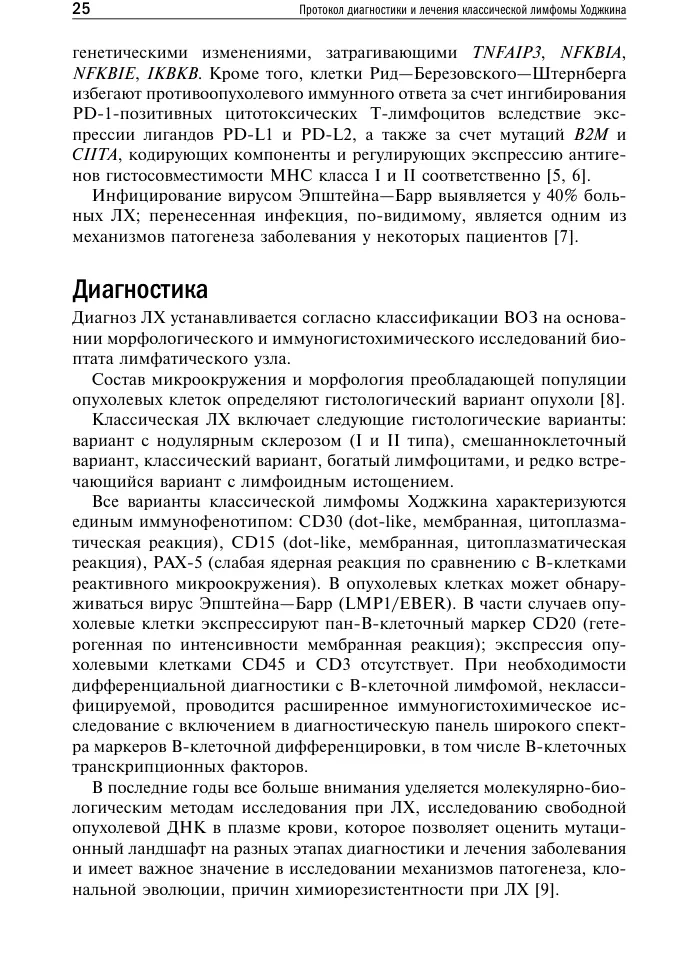 25
Протокол диагностики и лечения классической лимфомы Ходжкина
генетическими изменениями, затрагивающими TNFAIP3, NFKBIA,
NFKBIE, IKBKB. Кроме того, клетки Рид—Березовского—Штернберга
избегают противоопухолевого иммунного ответа за счет ингибирования
PD-1-позитивных цитотоксических Т-лимфоцитов вследствие экс-
прессии лигандов PD-L1 и PD-L2, а также за счет мутаций B2M и
CIITA, кодирующих компоненты и регулирующих экспрессию антиге-
нов гистосовместимости MHC класса I и II соответственно [5, 6].
Инфицирование вирусом Эпштейна—Барр выявляется у 40% боль-
ных ЛХ; перенесенная инфекция, по-видимому, является одним из
механизмов патогенеза заболевания у некоторых пациентов [7].
Диагностика
Диагноз ЛХ устанавливается согласно классификации ВОЗ на основа-
нии морфологического и иммуногистохимического исследований био-
птата лимфатического узла.
Состав микроокружения и морфология преобладающей популяции
опухолевых клеток определяют гистологический вариант опухоли [8].
Классическая ЛХ включает следующие гистологические варианты:
вариант с нодулярным склерозом (I и II типа), смешанноклеточный
вариант, классический вариант, богатый лимфоцитами, и редко встре-
чающийся вариант с лимфоидным истощением.
Все варианты классической лимфомы Ходжкина характеризуются
единым иммунофенотипом: CD30 (dot-like, мембранная, цитоплазма-
тическая реакция), CD15 (dot-like, мембранная, цитоплазматическая
реакция), PAX-5 (слабая ядерная реакция по сравнению с В-клетками
реактивного микроокружения). В опухолевых клетках может обнару-
живаться вирус Эпштейна—Барр (LMP1/EBER). В части случаев опу-
холевые клетки экспрессируют пан-В-клеточный маркер CD20 (гете-
рогенная по интенсивности мембранная реакция); экспрессия опу-
холевыми клетками CD45 и CD3 отсутствует. При необходимости
дифференциальной диагностики с В-клеточной лимфомой, неклассифи-
фицируемой, проводится расширенное иммуногистохимическое ис-
следование с включением в диагностическую панель широкого спект-
ра маркеров В-клеточной дифференцировки, в том числе В-клеточных
транскрипционных факторов.
В последние годы все больше внимания уделяется молекулярно-био-
логическим методам исследования при ЛХ, исследованию свободной
опухолевой ДНК в плазме крови, которое позволяет оценить мутаци-
онный ландшафт на разных этапах диагностики и лечения заболевания
и имеет важное значение в исследовании механизмов патогенеза, кло-
нальной эволюции, причин химиорезистентности при ЛХ [9].